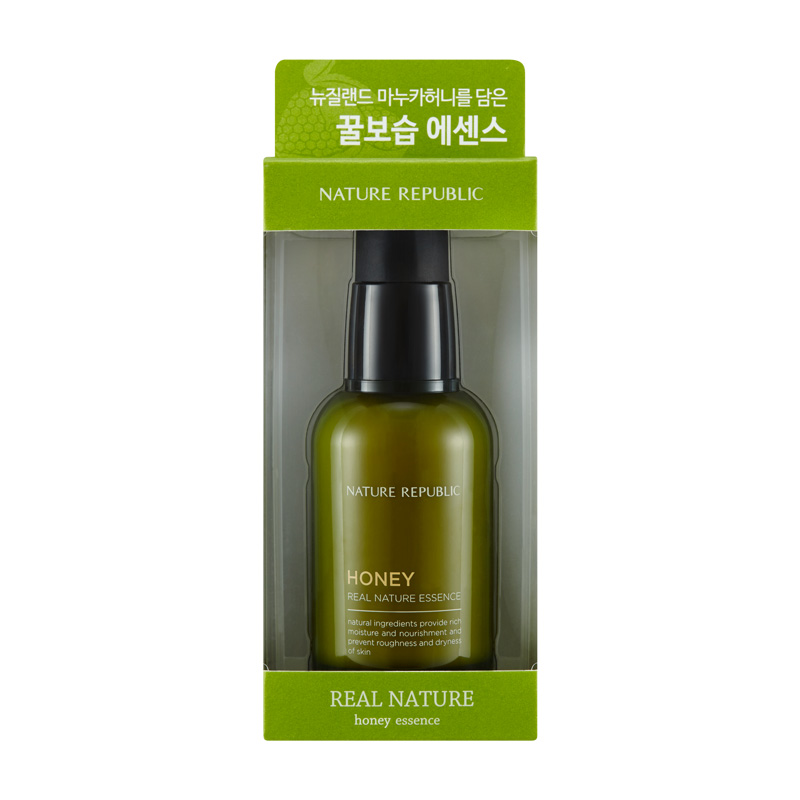 뉴질랜드 마누카허니를 담은
꿀보습 에센스
NATURE REPUBLIC
NATURE REPUBLIC
HONEY
REAL NATURE ESSENCE
natural ingredients provide rich
moisture and nourishment and
prevent roughness and dryness
of skin
REAL NATURE
honey essence